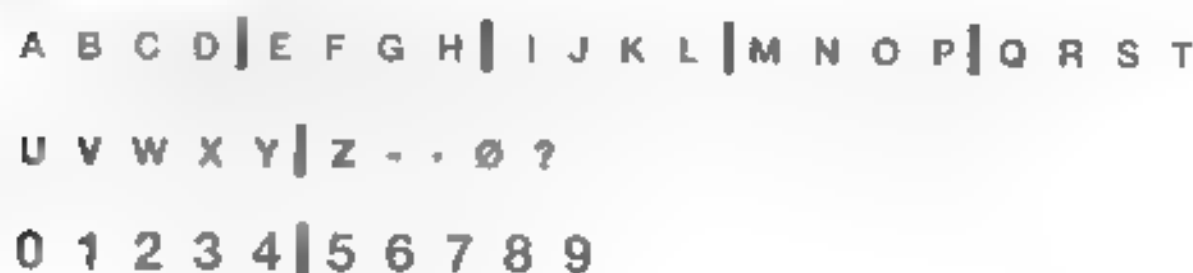 A B C D | E F G H | I J K L | M N O P | Q R S T
U V W X Y | Z - · Ø ?
0 1 2 3 4 | 5 6 7 8 9